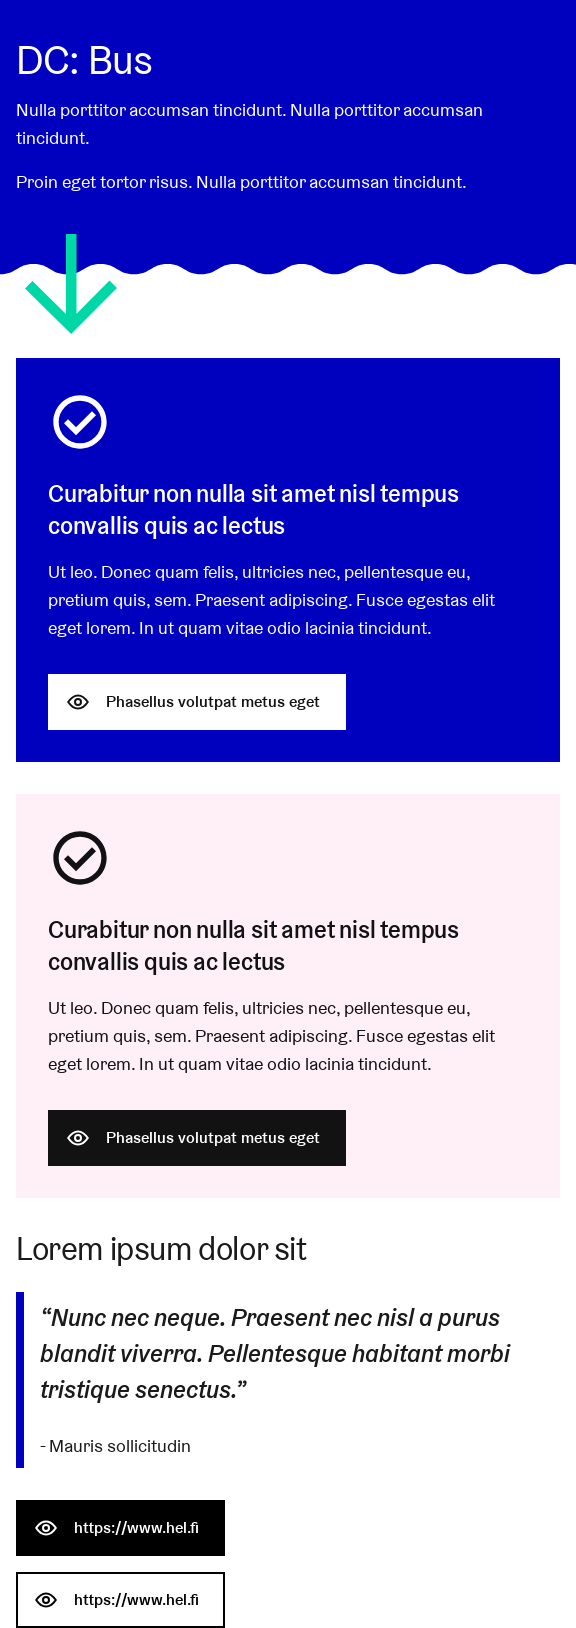 DC: Bus
Nulla porttitor accumsan tincidunt. Nulla porttitor accumsan
tincidunt.
Proin eget tortor risus. Nulla porttitor accumsan tincidunt.
Curabitur non nulla sit amet nisl tempus
convallis quis ac lectus
Ut leo. Donec quam felis, ultricies nec, pellentesque eu,
pretium quis, sem. Praesent adipiscing. Fusce egestas elit
eget lorem. In ut quam vitae odio lacinia tincidunt.
Phasellus volutpat metus eget
Curabitur non nulla sit amet nisl tempus
convallis quis ac lectus
Ut leo. Donec quam felis, ultricies nec, pellentesque eu,
pretium quis, sem. Praesent adipiscing. Fusce egestas elit
eget lorem. In ut quam vitae odio lacinia tincidunt.
Phasellus volutpat metus eget
Lorem ipsum dolor sit
“Nunc nec neque. Praesent nec nisl a purus
blandit viverra. Pellentesque habitant morbi
tristique senectus.”
- Mauris sollicitudin
https://www.hel.fi
https://www.hel.fi